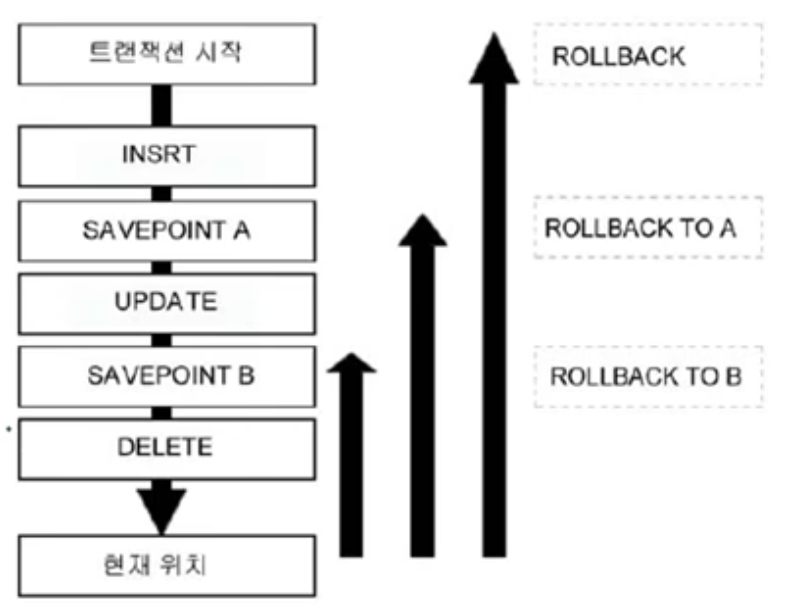 트랜잭션 시작
ROLLBACK
INSRT
SAVEPOINT A
ROLLBACK TO A
UPDATE
SAVEPOINT B
ROLLBACK TO B
DELETE
현재 위치